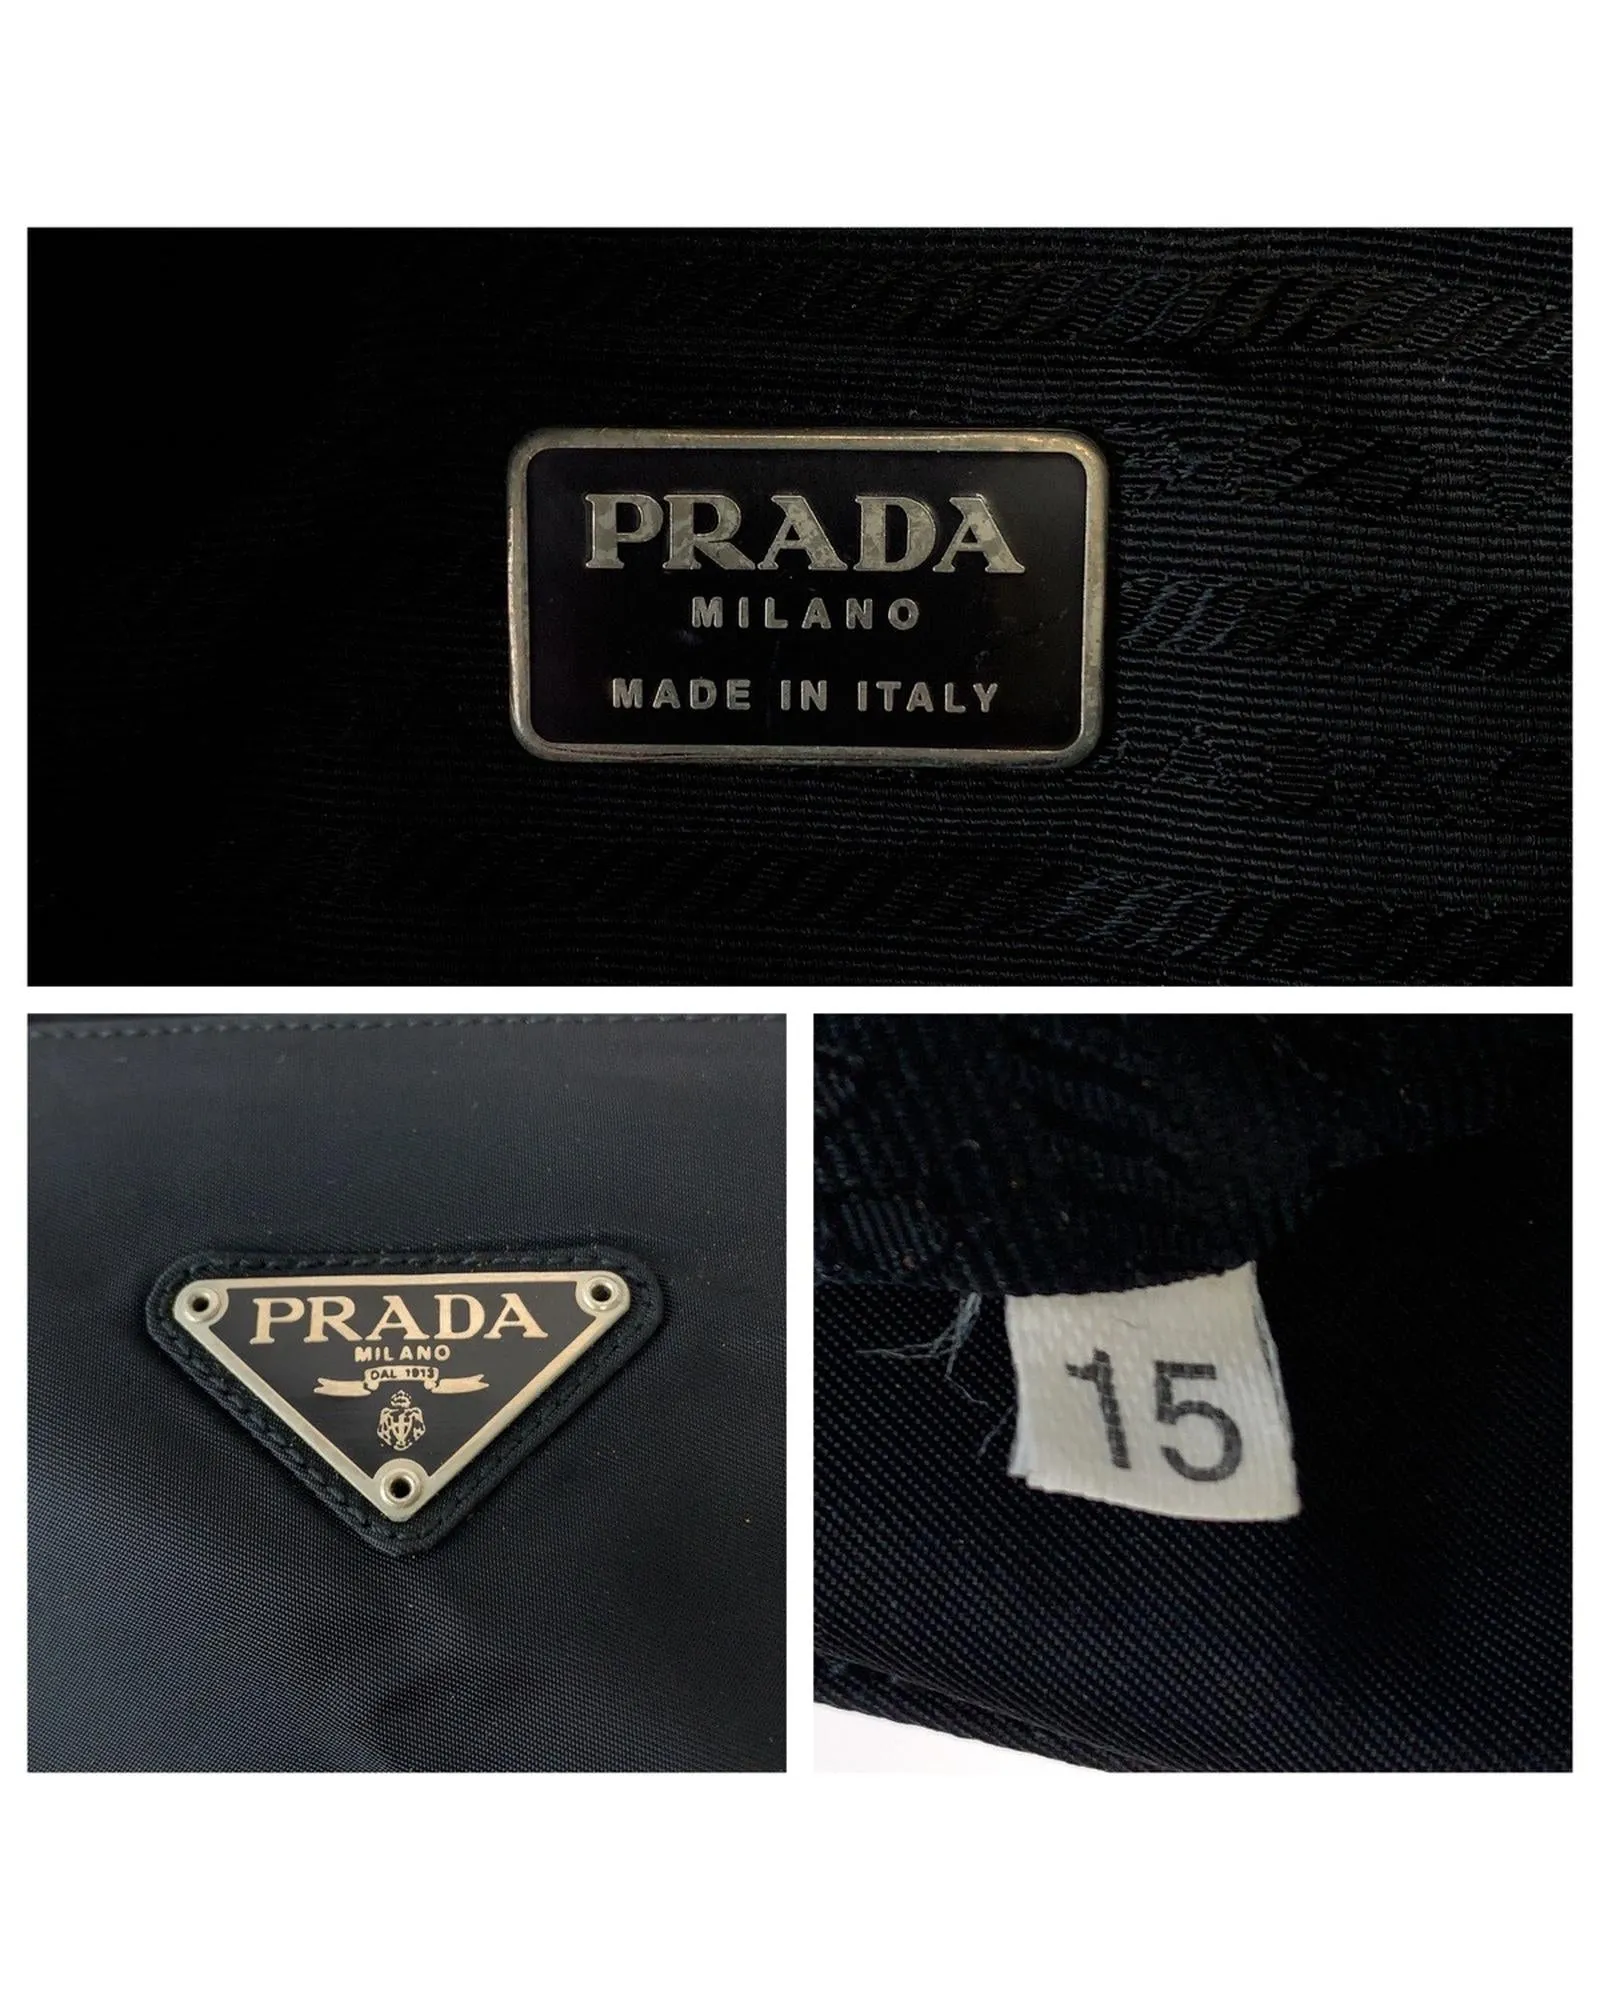 PRADA
MILANO
MADE IN ITALY
PRADA
MILANO
DAL 1913
15